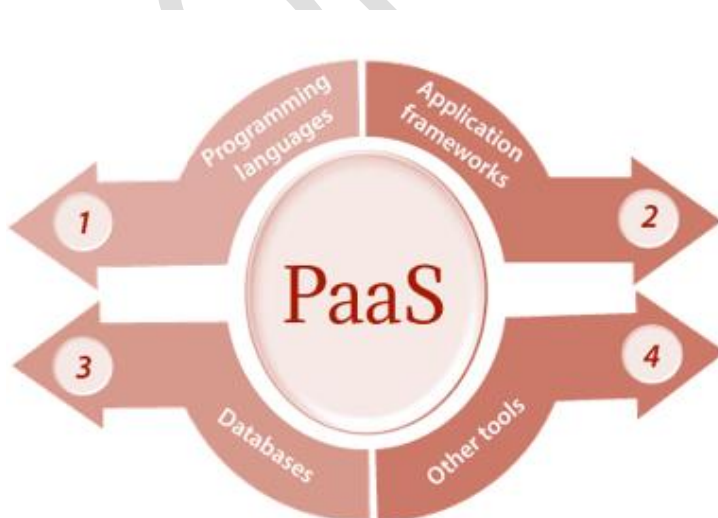 Programming
languages
Application
frameworks
1
2
PaaS
3
4
Databases
Other tools